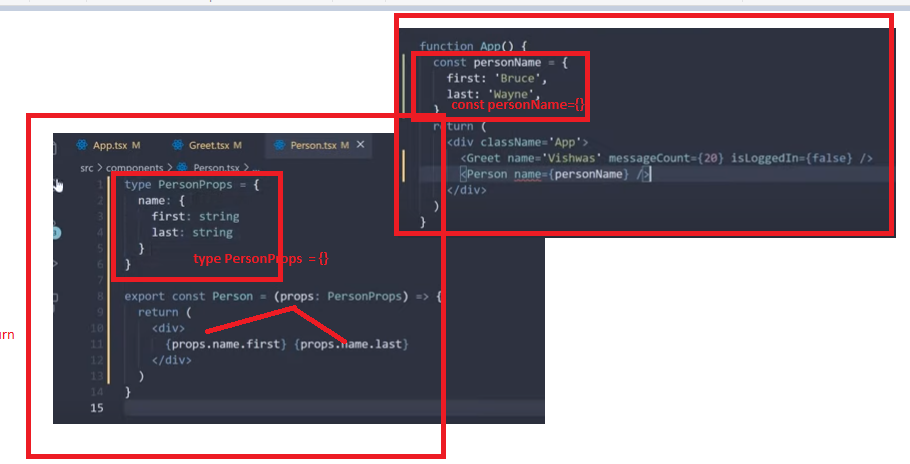 function App() {
const personName = {
first: 'Bruce',
last: 'Wayne',
const personName={}
}
return (
<div className='App'>
<Greet name='Vishwas' messageCount={20} isLoggedIn={false} />
<Person name={personName} />
</div>
)
}
App.tsx M Greet.tsx M Person.tsx M ✕
src > components > Person.tsx > ...
1 type PersonProps = {
2 name: {
3 first: string
4 last: string
5 }
type PersonProps = {}
6 }
7
8 export const Person = (props: PersonProps) => {
9 return (
10 <div>
11 {props.name.first} {props.name.last}
12 </div>
13 )
14 }
15